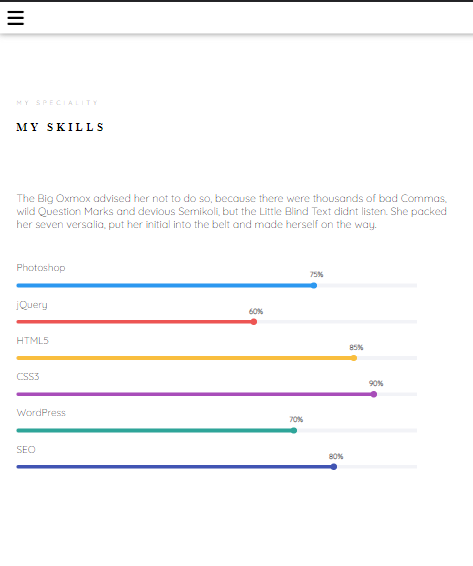 MY SPECIALITY
MY SKILLS
The Big Oxmox advised her not to do so, because there were thousands of bad Commas,
wild Question Marks and devious Semikoli, but the Little Blind Text didnt listen. She packed
her seven versalia, put her initial into the belt and made herself on the way.
Photoshop
75%
jQuery
60%
HTML5
85%
CSS3
90%
WordPress
70%
SEO
80%